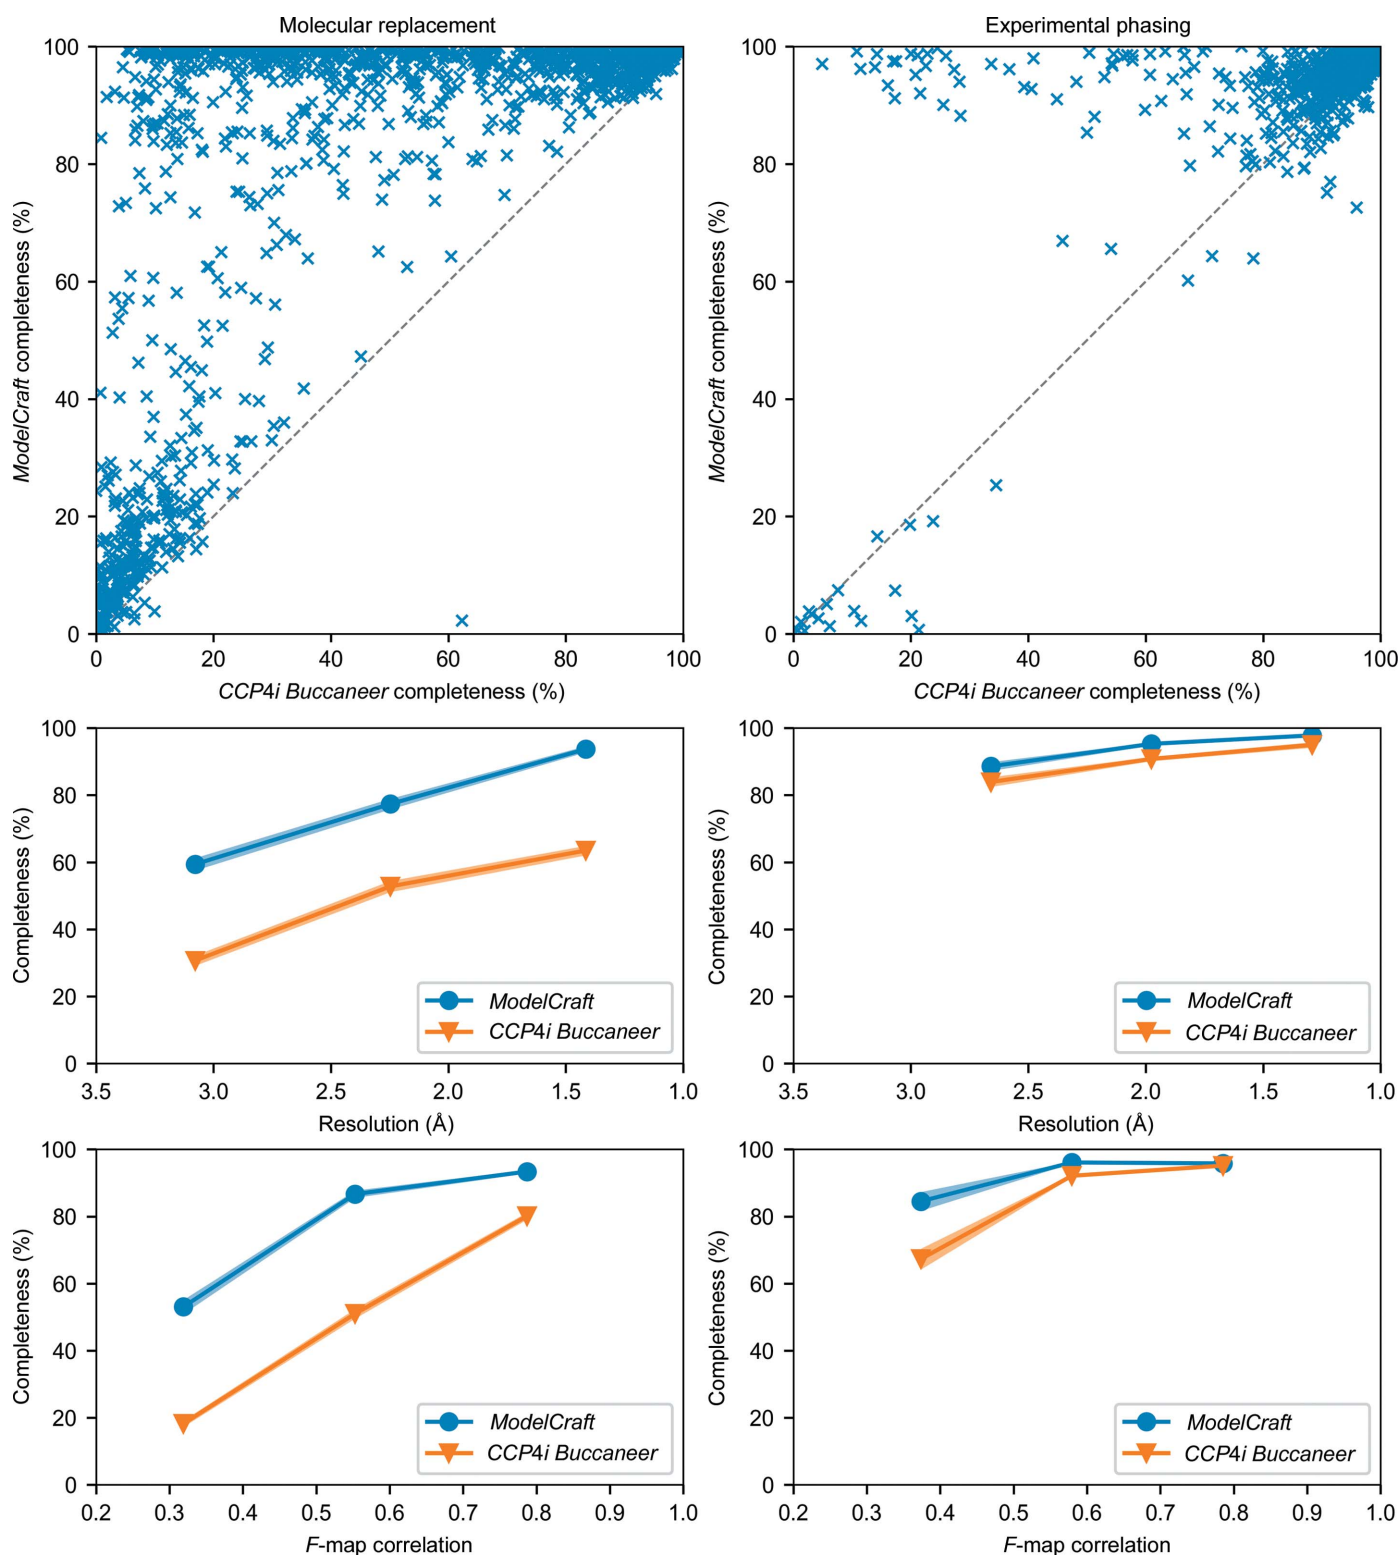 Molecular replacement
100
80
60
40
20
0
ModelCraft completeness (%)
0 20 40 60 80 100
CCP4i Buccaneer completeness (%)
Experimental phasing
100
80
60
40
20
0
ModelCraft completeness (%)
0 20 40 60 80 100
CCP4i Buccaneer completeness (%)
100
80
60
40
20
0
Completeness (%)
ModelCraft
CCP4i Buccaneer
3.5 3.0 2.5 2.0 1.5 1.0
Resolution (Å)
100
80
60
40
20
0
Completeness (%)
ModelCraft
CCP4i Buccaneer
3.5 3.0 2.5 2.0 1.5 1.0
Resolution (Å)
100
80
60
40
20
0
Completeness (%)
ModelCraft
CCP4i Buccaneer
0.2 0.3 0.4 0.5 0.6 0.7 0.8 0.9 1.0
F-map correlation
100
80
60
40
20
0
Completeness (%)
ModelCraft
CCP4i Buccaneer
0.2 0.3 0.4 0.5 0.6 0.7 0.8 0.9 1.0
F-map correlation